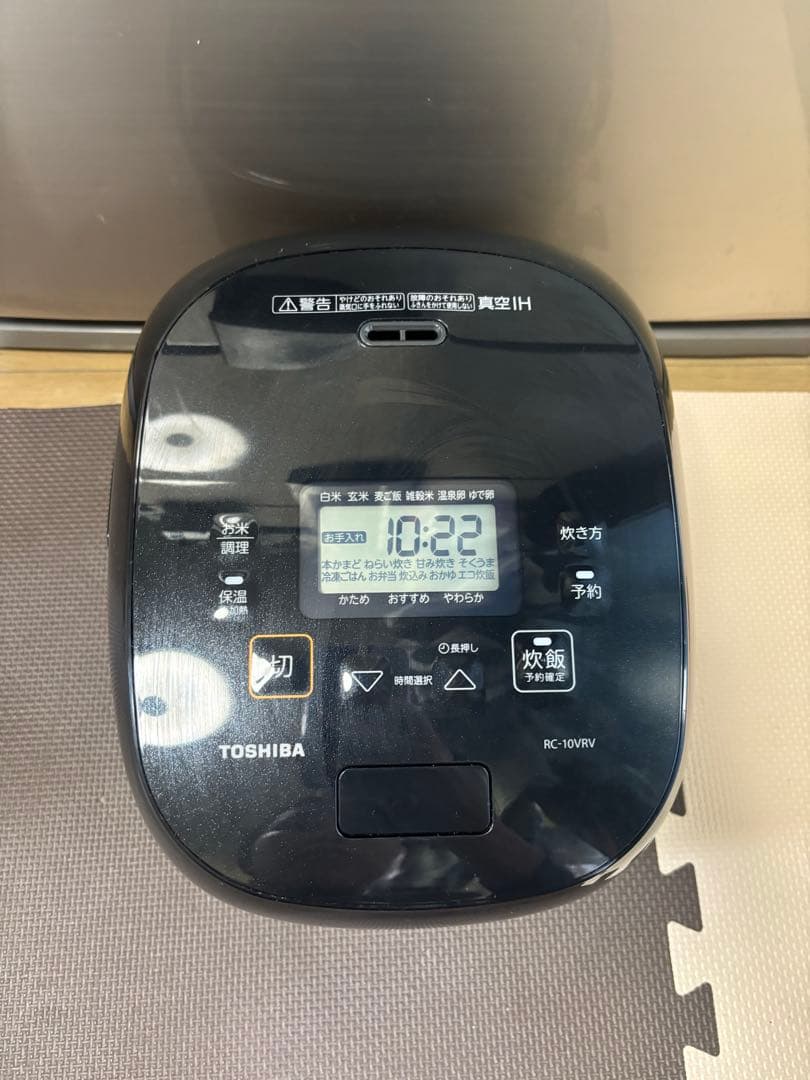 警告 やけどのおそれあり 蒸気口に手をふれない 故障のおそれあり ふきんをかけて使用しない 真空IH
白米 玄米 麦ご飯 雑穀米 温泉卵 ゆで卵
お手入れ 10:22
本かまど ねらい炊き 甘み炊き そくうま
冷凍ごはん お弁当 炊込み おかゆ エコ炊飯
かため おすすめ やわらか
お米
調理
保温
加熱
炊き方
予約
切
長押し
時間選択
炊飯
予約確定
TOSHIBA
RC-10VRV